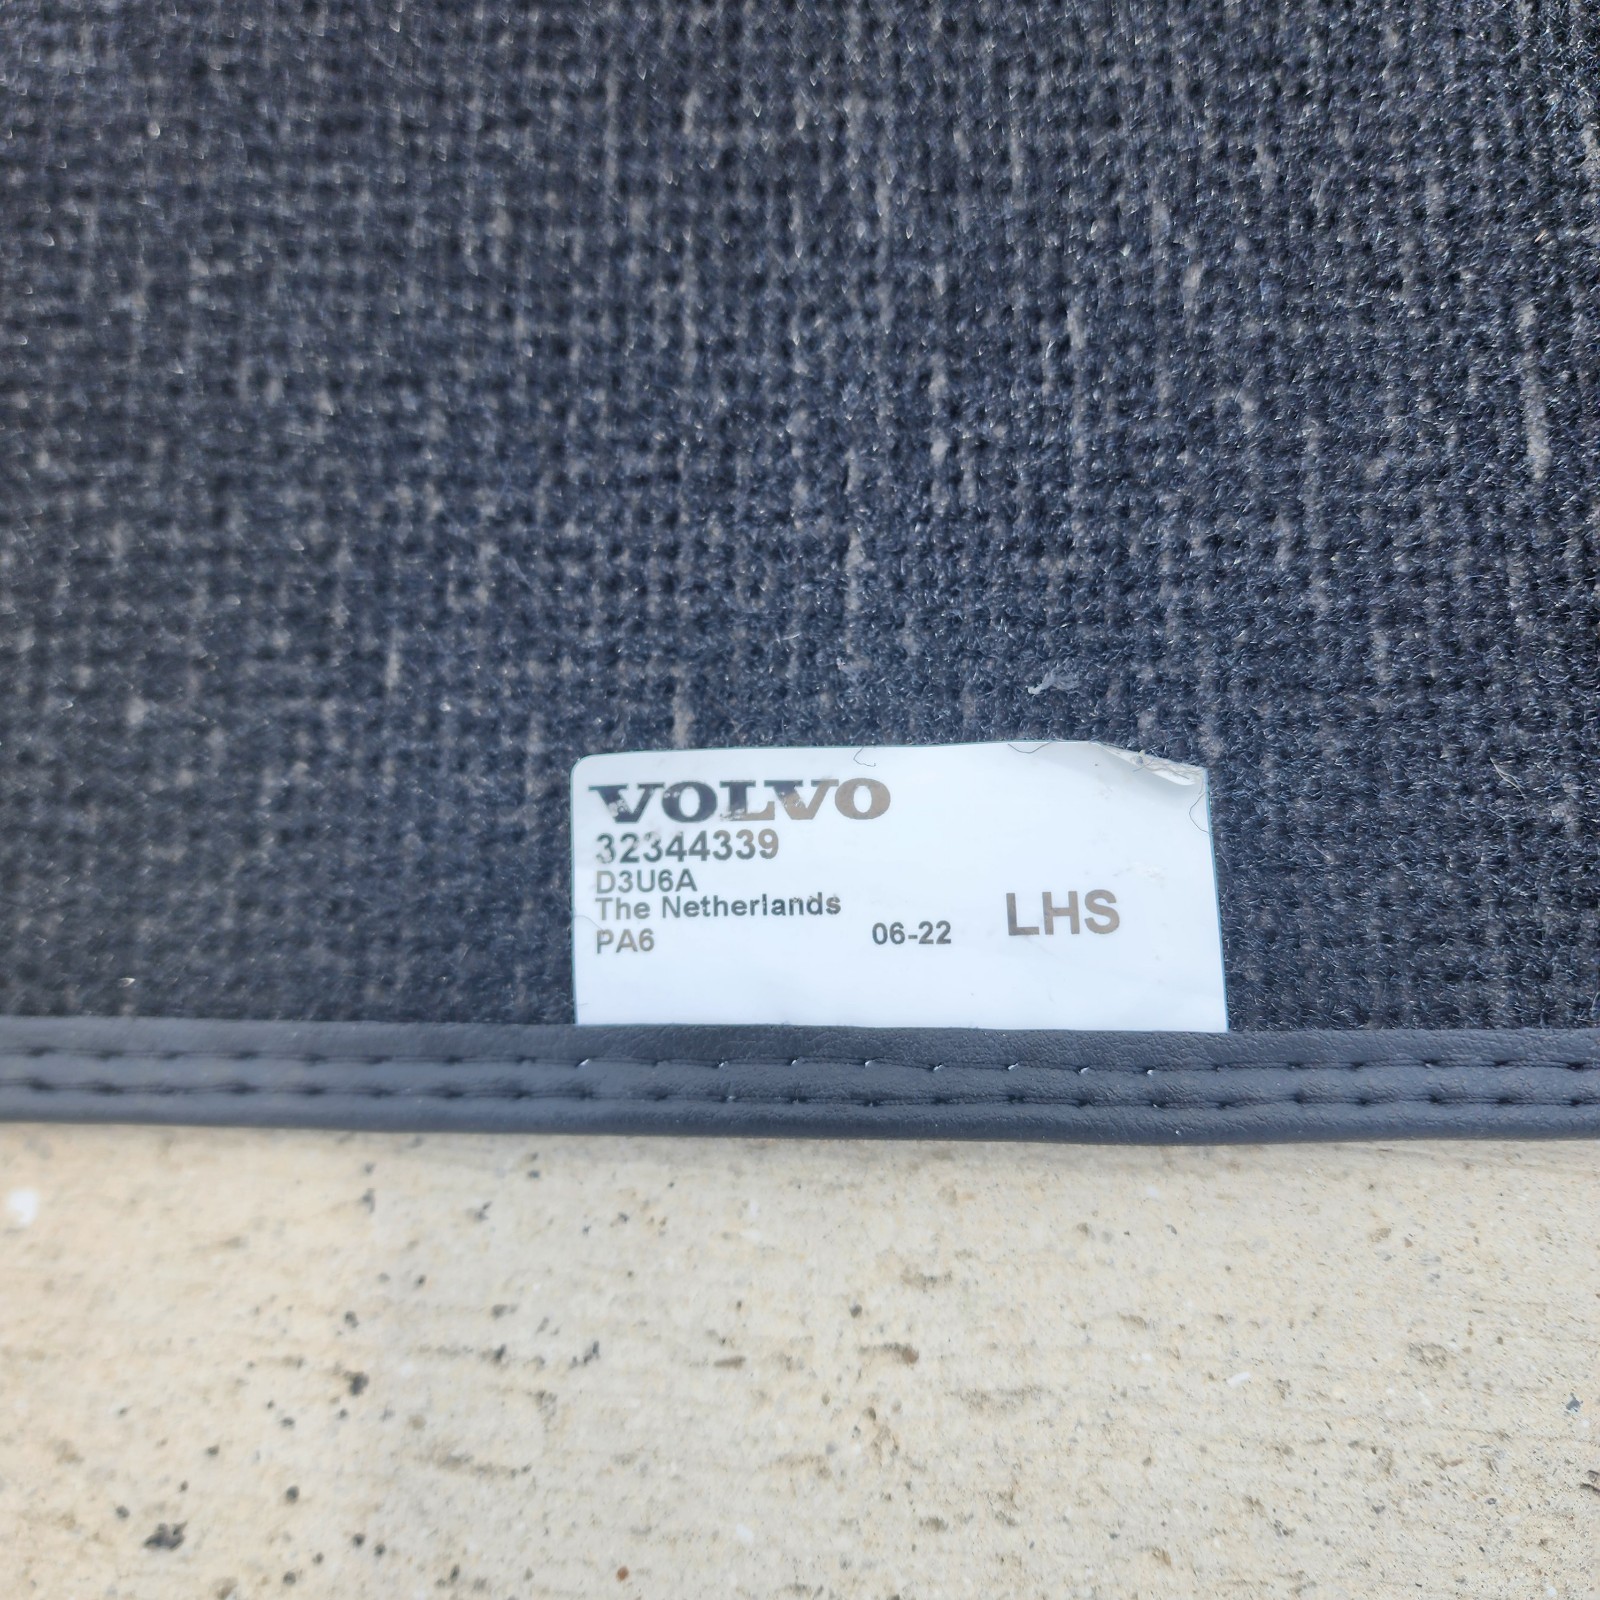 VOLVO
32344339
D3U6A
The Netherlands
PA6
06-22
LHS